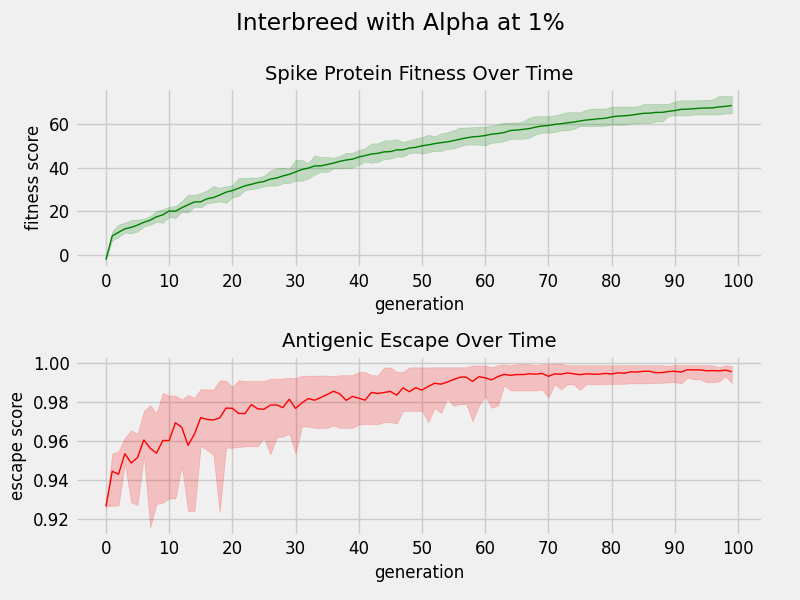 Interbreed with Alpha at 1%
Spike Protein Fitness Over Time
fitness score
60
40
20
0
0 10 20 30 40 50 60 70 80 90 100
generation
Antigenic Escape Over Time
escape score
1.00
0.98
0.96
0.94
0.92
0 10 20 30 40 50 60 70 80 90 100
generation